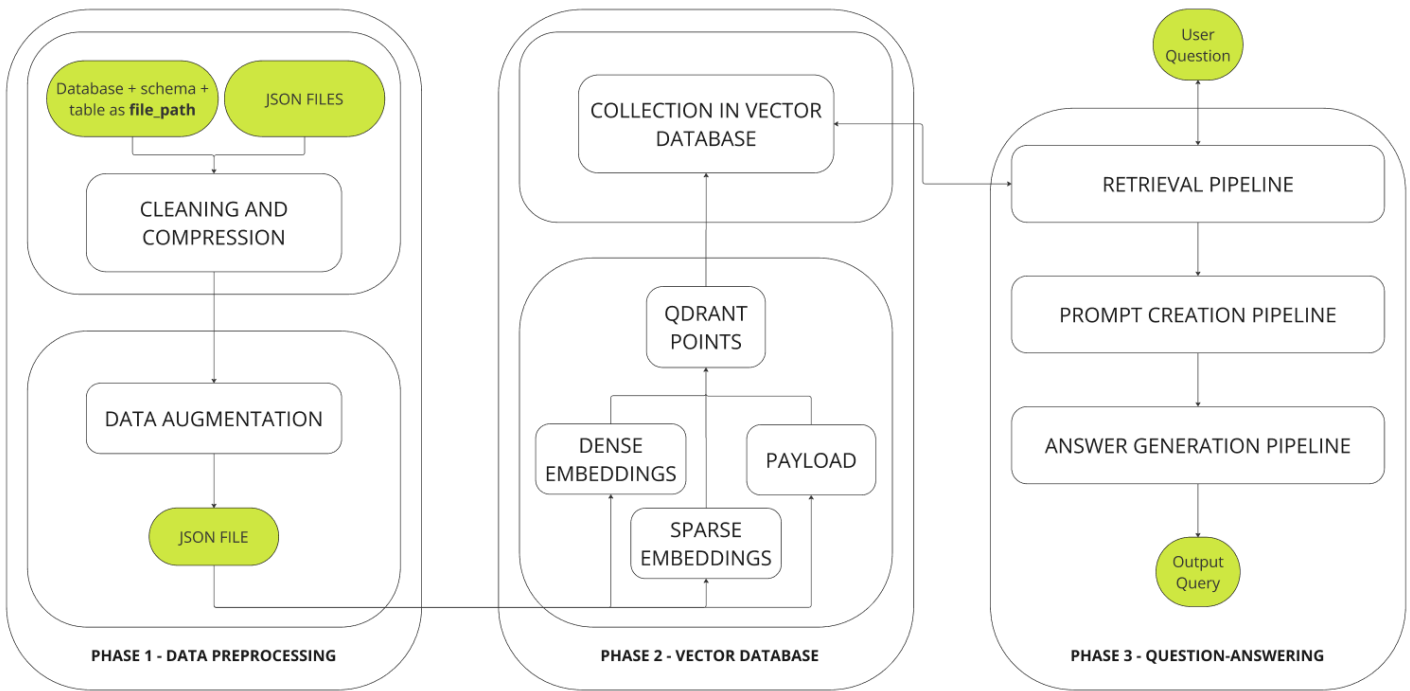 Database + schema +
table as file_path
JSON FILES
CLEANING AND
COMPRESSION
DATA AUGMENTATION
JSON FILE
PHASE 1 - DATA PREPROCESSING
COLLECTION IN VECTOR
DATABASE
QDRANT
POINTS
DENSE
EMBEDDINGS
PAYLOAD
SPARSE
EMBEDDINGS
PHASE 2 - VECTOR DATABASE
User
Question
RETRIEVAL PIPELINE
PROMPT CREATION PIPELINE
ANSWER GENERATION PIPELINE
Output
Query
PHASE 3 - QUESTION-ANSWERING